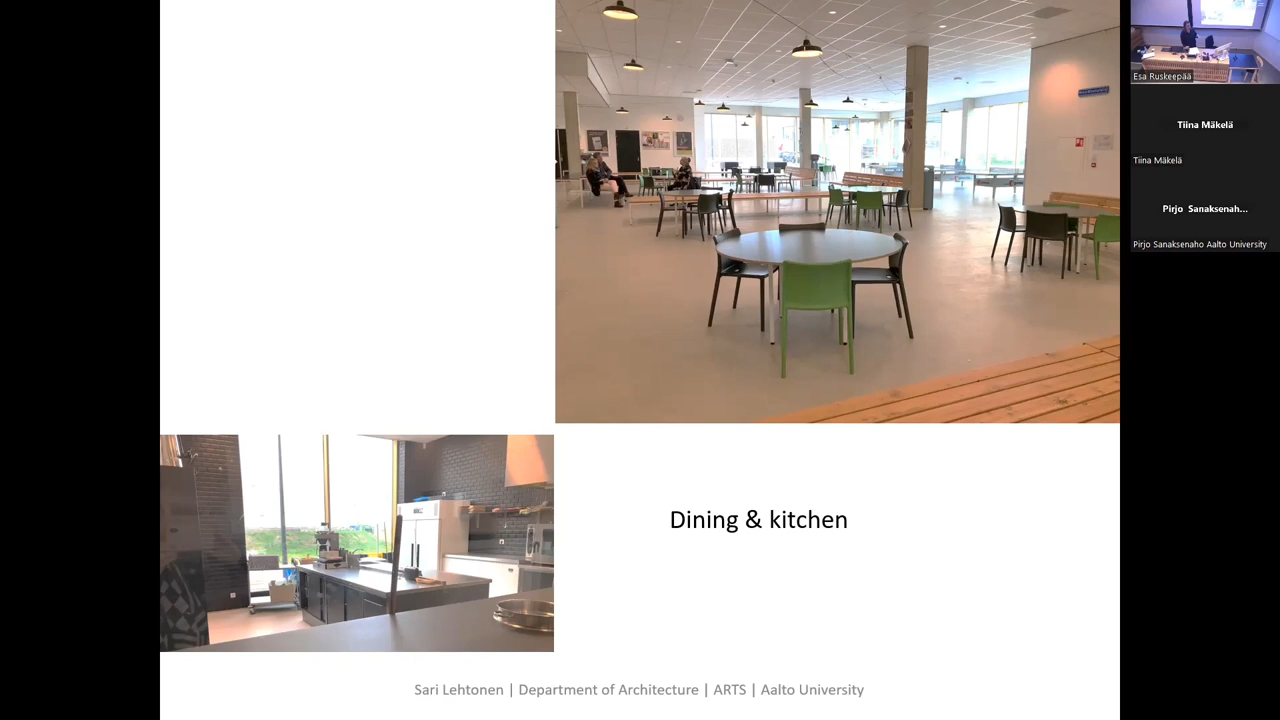 Esa Ruskeepää
Tiina Mäkelä
Tiina Mäkelä
Pirjo Sanaksenah...
Pirjo Sanaksenaho Aalto University
Dining & kitchen
Sari Lehtonen | Department of Architecture | ARTS | Aalto University